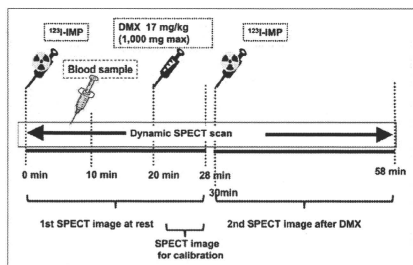 ¹²³I-IMP
DMX 17 mg/kg
(1,000 mg max)
¹²³I-IMP
Blood sample
Dynamic SPECT scan
0 min
10 min
20 min
28 min
30min
58 min
1st SPECT image at rest
2nd SPECT image after DMX
SPECT image
for calibration